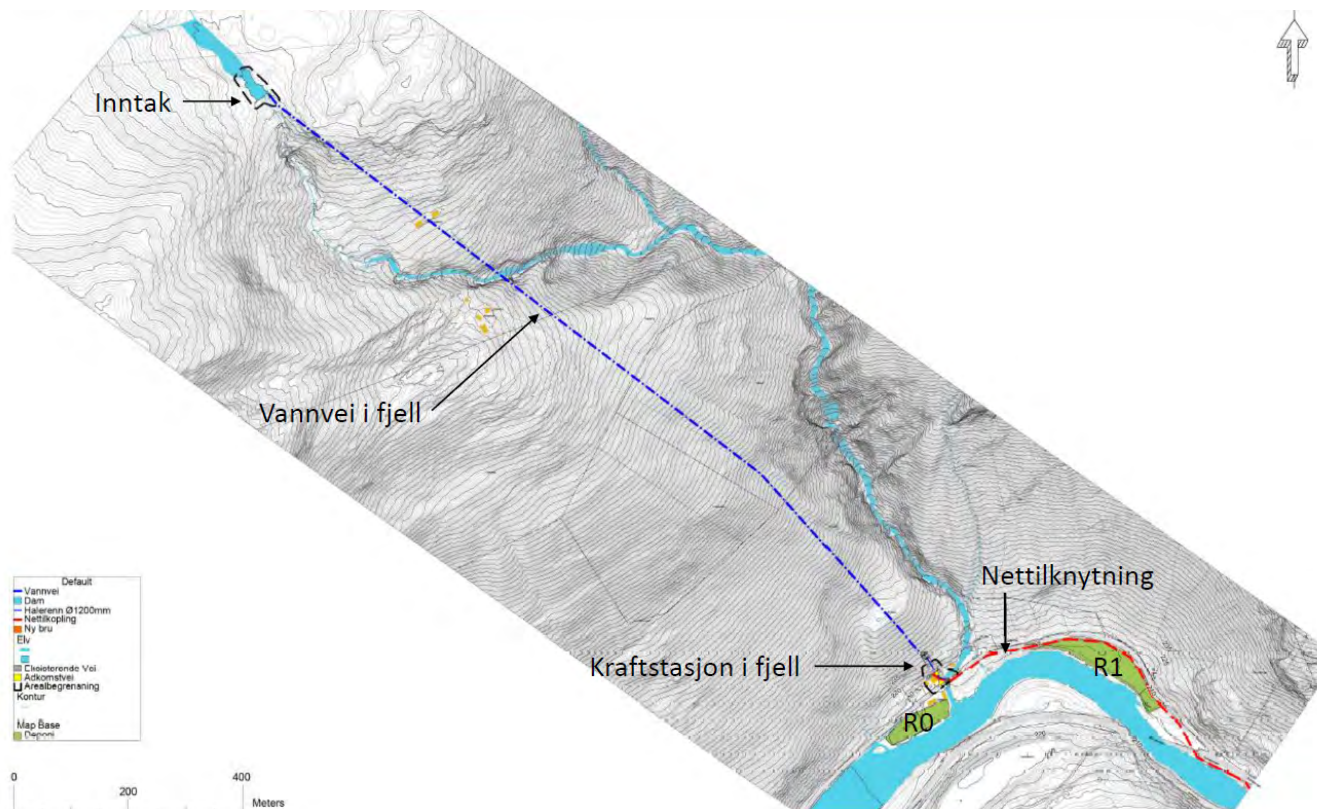 Inntak
Vannvei i fjell
Nettilknytning
Kraftstasjon i fjell
R1
R0
Default
Vannvei
Dam
Halerenn Ø1200mm
Nettilkopling
Ny bru
Elv
Eksisterende Vei
Adkomstvei
Arealbegrensning
Kontur
Map Base
Deponi
0
400
200
Meters